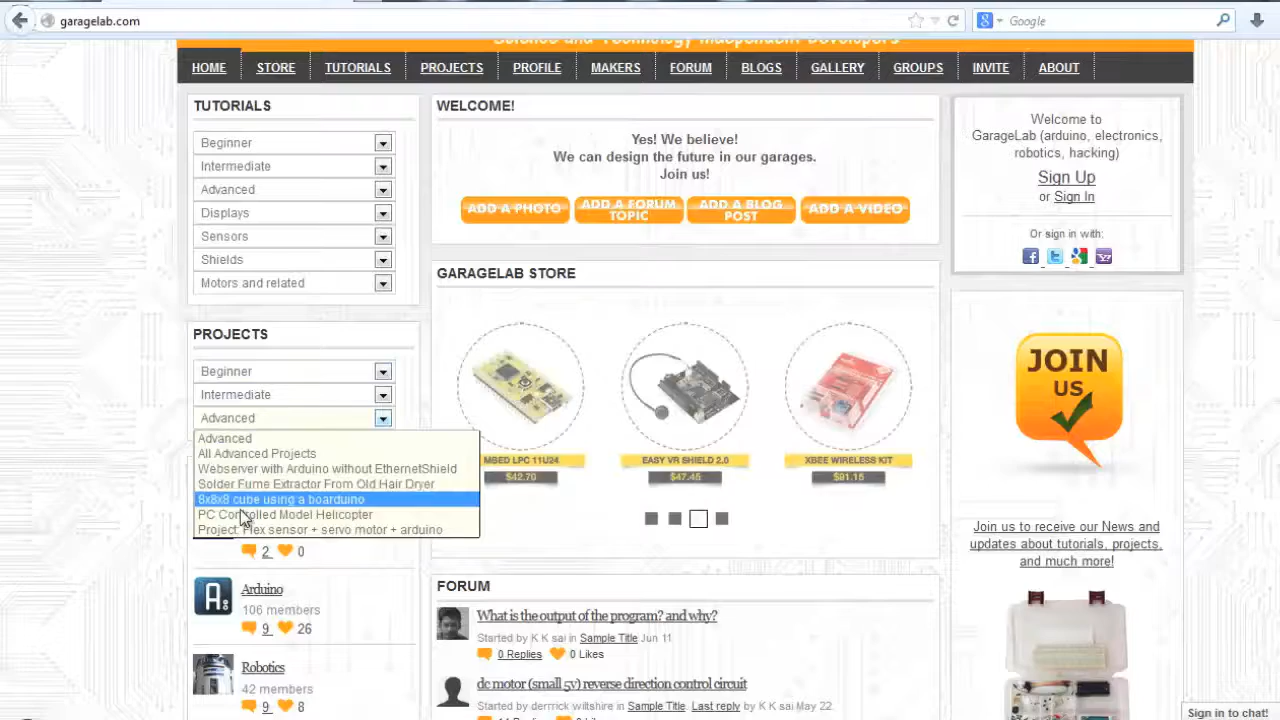 garagelab.com
Google
Science and Technology Independent Developers
HOME STORE TUTORIALS PROJECTS PROFILE MAKERS FORUM BLOGS GALLERY GROUPS INVITE ABOUT
TUTORIALS
Beginner
Intermediate
Advanced
Displays
Sensors
Shields
Motors and related
PROJECTS
Beginner
Intermediate
Advanced
Advanced
All Advanced Projects
Webserver with Arduino without EthernetShield
Solder Fume Extractor From Old Hair Dryer
8x8x8 cube using a boarduino
PC Controlled Model Helicopter
Project: Flex sensor + servo motor + arduino
2 0
Arduino
106 members
9 26
Robotics
42 members
9 8
WELCOME!
Yes! We believe!
We can design the future in our garages.
Join us!
ADD A PHOTO
ADD A FORUM
TOPIC
ADD A BLOG
POST
ADD A VIDEO
GARAGELAB STORE
MBED LPC 11U24
$42.70
EASY VR SHIELD 2.0
$47.45
XBEE WIRELESS KIT
$91.15
FORUM
What is the output of the program? and why?
Started by K K sai in Sample Title Jun 11
0 Replies 0 Likes
dc motor (small 5v) reverse direction control circuit
Started by derrrick wiltshire in Sample Title. Last reply by K K sai May 22
Welcome to
GarageLab (arduino, electronics,
robotics, hacking)
Sign Up
or Sign In
Or sign in with:
JOIN
US
Join us to receive our News and
updates about tutorials, projects,
and much more!
Sign in to chat!